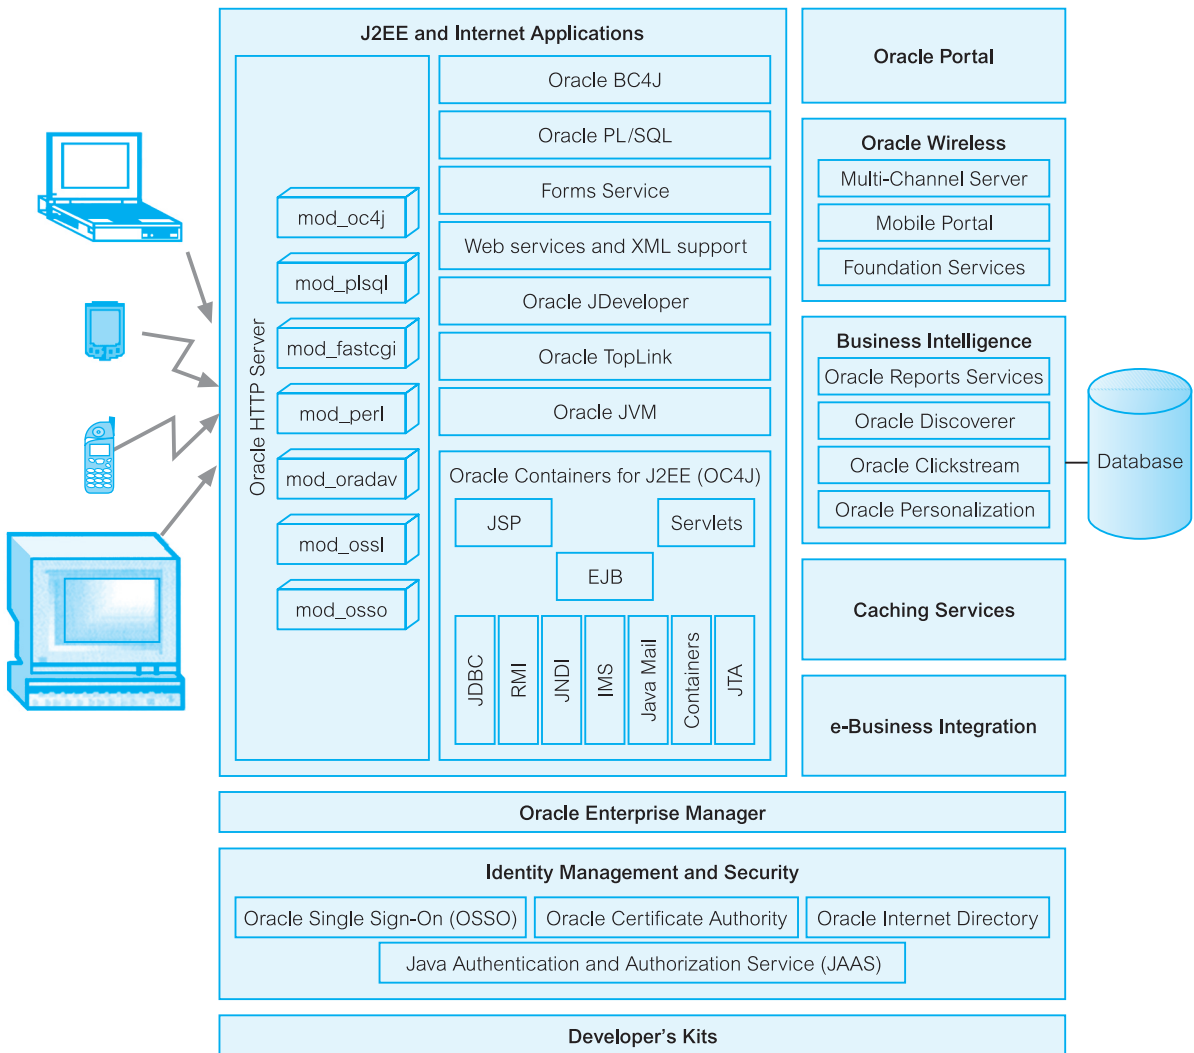 J2EE and Internet Applications
Oracle HTTP Server
mod_oc4j
mod_plsql
mod_fastcgi
mod_perl
mod_oradav
mod_ossl
mod_osso
Oracle BC4J
Oracle PL/SQL
Forms Service
Web services and XML support
Oracle JDeveloper
Oracle TopLink
Oracle JVM
Oracle Containers for J2EE (OC4J)
JSP
Servlets
EJB
JDBC
RMI
JNDI
IMS
Java Mail
Containers
JTA
Oracle Portal
Oracle Wireless
Multi-Channel Server
Mobile Portal
Foundation Services
Business Intelligence
Oracle Reports Services
Oracle Discoverer
Oracle Clickstream
Oracle Personalization
Database
Caching Services
e-Business Integration
Oracle Enterprise Manager
Identity Management and Security
Oracle Single Sign-On (OSSO)
Oracle Certificate Authority
Oracle Internet Directory
Java Authentication and Authorization Service (JAAS)
Developer’s Kits